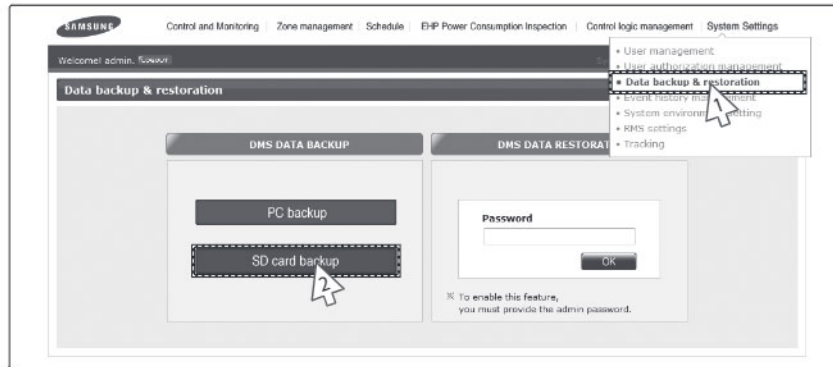 SAMSUNG
Control and Monitoring
Zone management
Schedule
EHP Power Consumption Inspection
Control logic management
System Settings
Welcome! admin.
Data backup & restoration
• User management
• User authorization management
• Data backup & restoration
• Event history
• System
• RMS settings
• Tracking
1
DMS DATA BACKUP
PC backup
SD card backup
2
DMS DATA RESTORAT
Password
OK
※ To enable this feature,
you must provide the admin password.